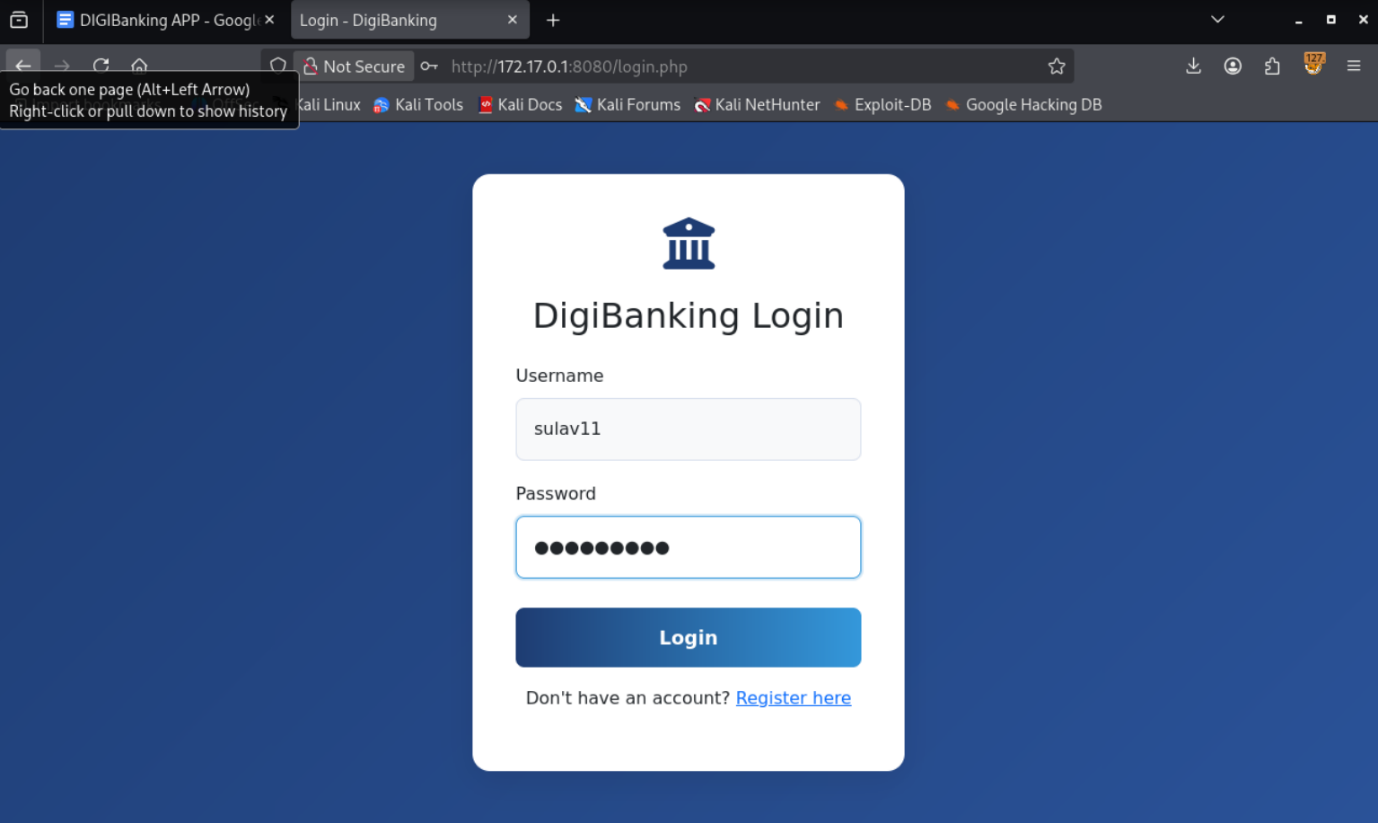 DIGIBanking APP - Googl
Login - DigiBanking
Not Secure
http://172.17.0.1:8080/login.php
127.
Go back one page (Alt+Left Arrow)
Right-click or pull down to show history
Kali Linux
Kali Tools
Kali Docs
Kali Forums
Kali NetHunter
Exploit-DB
Google Hacking DB
DigiBanking Login
Username
sulav11
Password
●●●●●●●●●
Login
Don't have an account? Register here